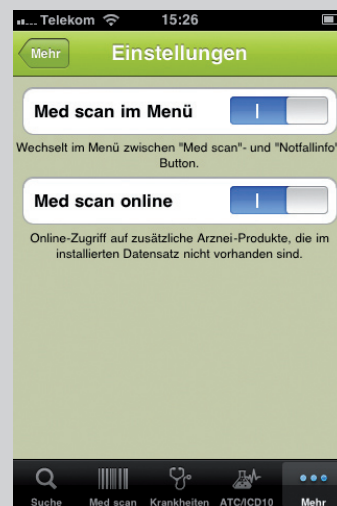 Telekom 15:26
Mehr Einstellungen
Med scan im Menü
Wechselt im Menü zwischen "Med scan"- und "Notfallinfo"
Button.
Med scan online
Online-Zugriff auf zusätzliche Arznei-Produkte, die im
installierten Datensatz nicht vorhanden sind.
Suche Med scan Krankheiten ATC/ICD10 Mehr